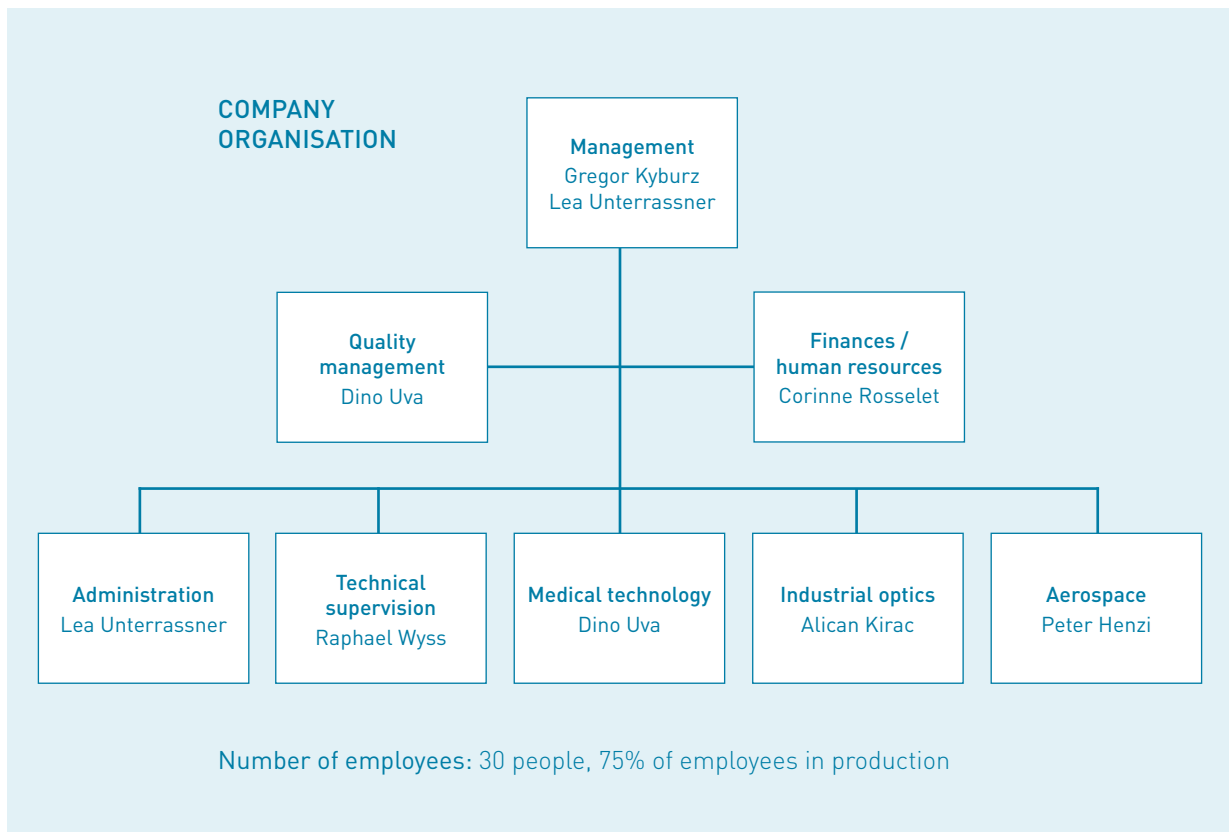 COMPANY
ORGANISATION
Management
Gregor Kyburz
Lea Unterrassner
Quality
management
Dino Uva
Finances /
human resources
Corinne Rosselet
Administration
Lea Unterrassner
Technical
supervision
Raphael Wyss
Medical technology
Dino Uva
Industrial optics
Alican Kirac
Aerospace
Peter Henzi
Number of employees: 30 people, 75% of employees in production